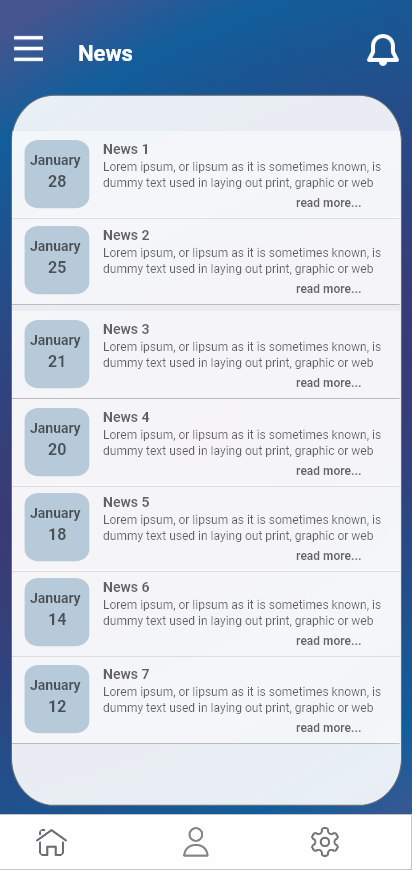 News
January
28
News 1
Lorem ipsum, or lipsum as it is sometimes known, is
dummy text used in laying out print, graphic or web
read more...
January
25
News 2
Lorem ipsum, or lipsum as it is sometimes known, is
dummy text used in laying out print, graphic or web
read more...
January
21
News 3
Lorem ipsum, or lipsum as it is sometimes known, is
dummy text used in laying out print, graphic or web
read more...
January
20
News 4
Lorem ipsum, or lipsum as it is sometimes known, is
dummy text used in laying out print, graphic or web
read more...
January
18
News 5
Lorem ipsum, or lipsum as it is sometimes known, is
dummy text used in laying out print, graphic or web
read more...
January
14
News 6
Lorem ipsum, or lipsum as it is sometimes known, is
dummy text used in laying out print, graphic or web
read more...
January
12
News 7
Lorem ipsum, or lipsum as it is sometimes known, is
dummy text used in laying out print, graphic or web
read more...